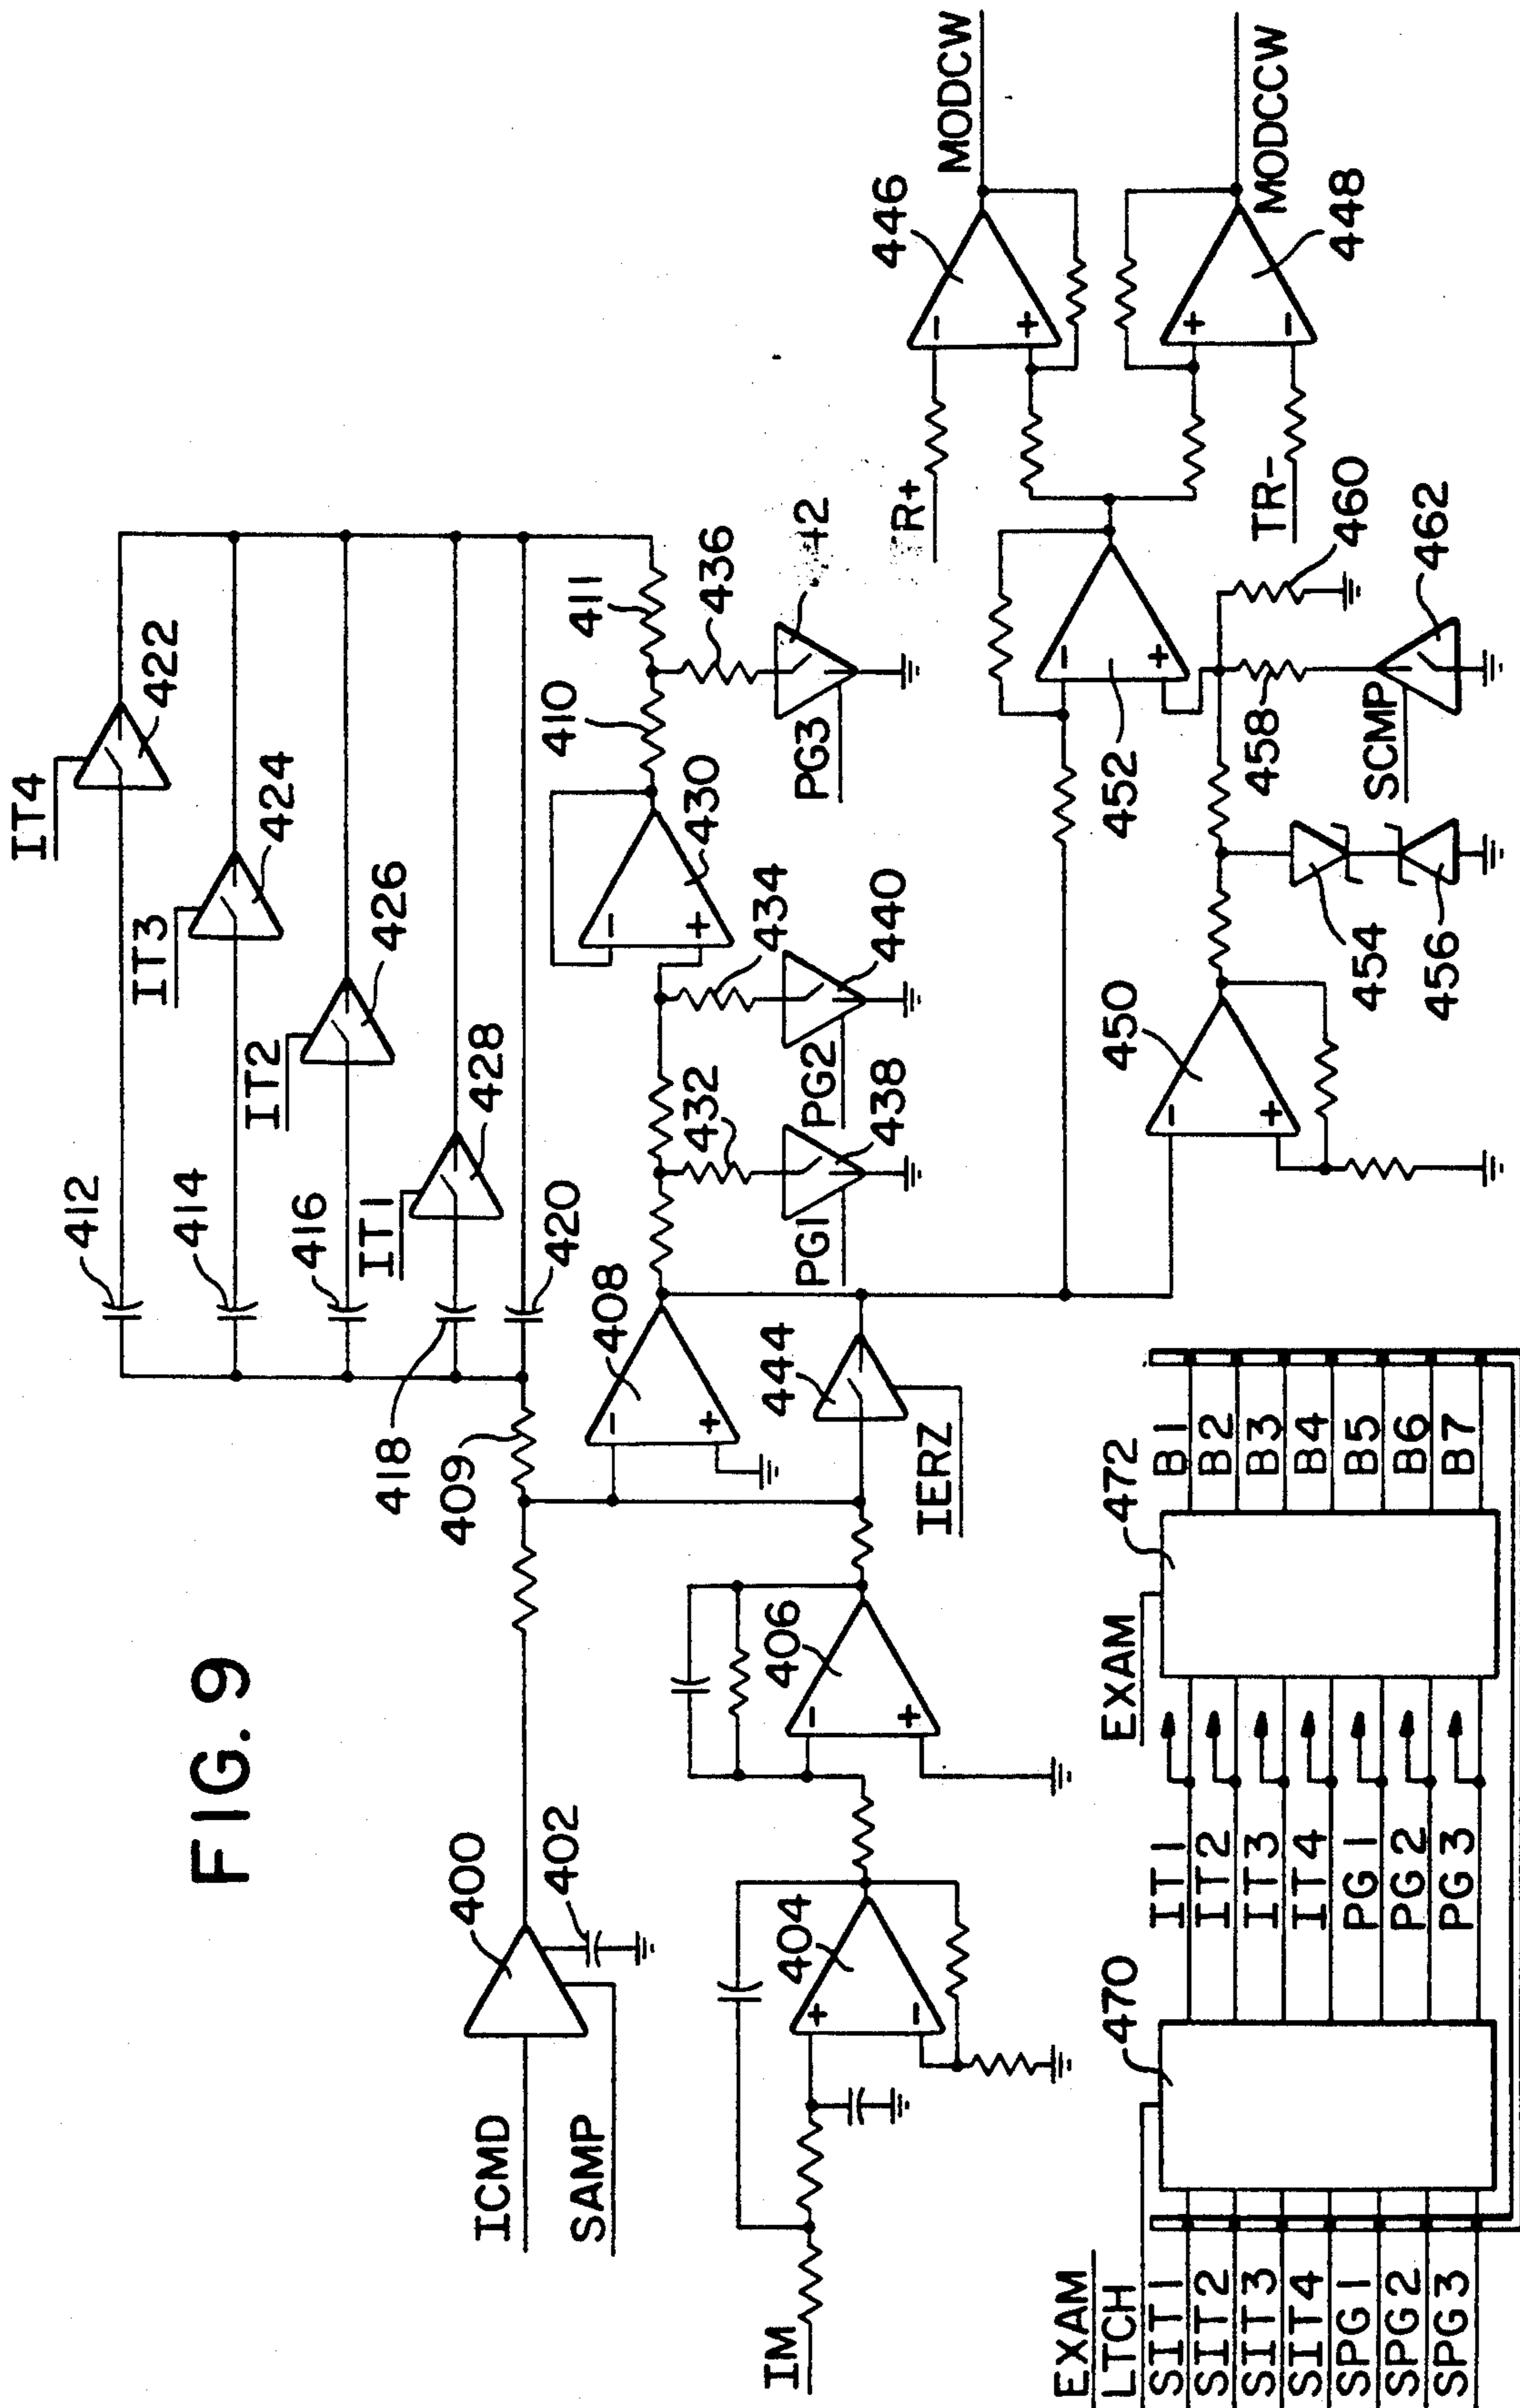 FIG. 9
IT4
IT3
IT2
IT1
412
414
416
418
420
422
424
426
428
409
411
410
430
436
PG3
434
440
PG2
432
438
PG1
408
444
IERZ
400
402
ICMD
SAMP
404
406
IM
446
MODCW
448
MODCCW
TR-
452
450
454
456
458
460
462
SCMP
EXAM
LTCH
SIT1
SIT2
SIT3
SIT4
SPG1
SPG2
SPG3
470
IT1
IT2
IT3
IT4
PG1
PG2
PG3
EXAM
472
B1
B2
B3
B4
B5
B6
B7